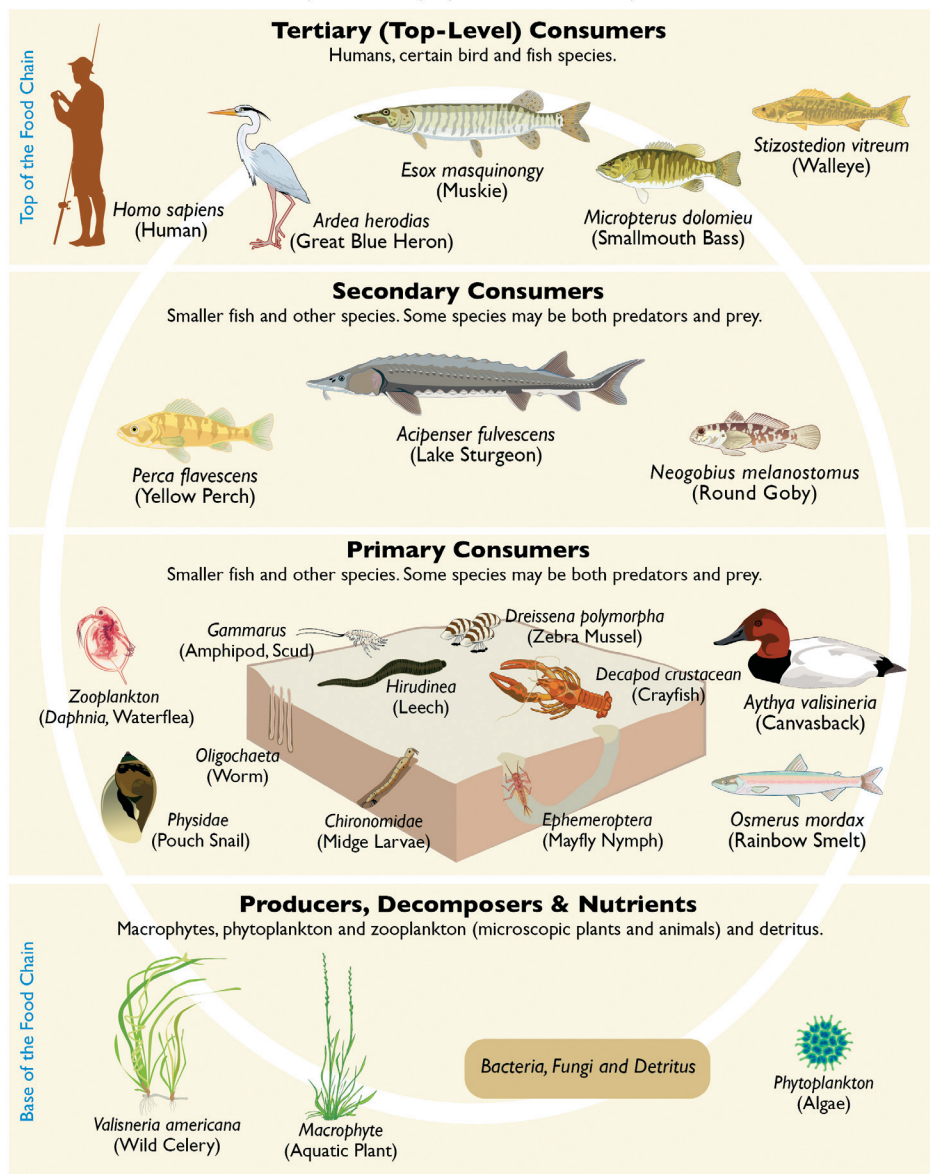 Tertiary (Top-Level) Consumers
Humans, certain bird and fish species.
Top of the Food Chain
Homo sapiens
(Human)
Ardea herodias
(Great Blue Heron)
Esox masquinongy
(Muskie)
Micropterus dolomieu
(Smallmouth Bass)
Stizostedion vitreum
(Walleye)
Secondary Consumers
Smaller fish and other species. Some species may be both predators and prey.
Perca flavescens
(Yellow Perch)
Acipenser fulvescens
(Lake Sturgeon)
Neogobius melanostomus
(Round Goby)
Primary Consumers
Smaller fish and other species. Some species may be both predators and prey.
Zooplankton
(Daphnia, Waterflea)
Gammarus
(Amphipod, Scud)
Dreissena polymorpha
(Zebra Mussel)
Hirudinea
(Leech)
Decapod crustacean
(Crayfish)
Aythya valisineria
(Canvasback)
Oligochaeta
(Worm)
Physidae
(Pouch Snail)
Chironomidae
(Midge Larvae)
Ephemeroptera
(Mayfly Nymph)
Osmerus mordax
(Rainbow Smelt)
Producers, Decomposers & Nutrients
Macrophytes, phytoplankton and zooplankton (microscopic plants and animals) and detritus.
Base of the Food Chain
Valisneria americana
(Wild Celery)
Macrophyte
(Aquatic Plant)
Bacteria, Fungi and Detritus
Phytoplankton
(Algae)